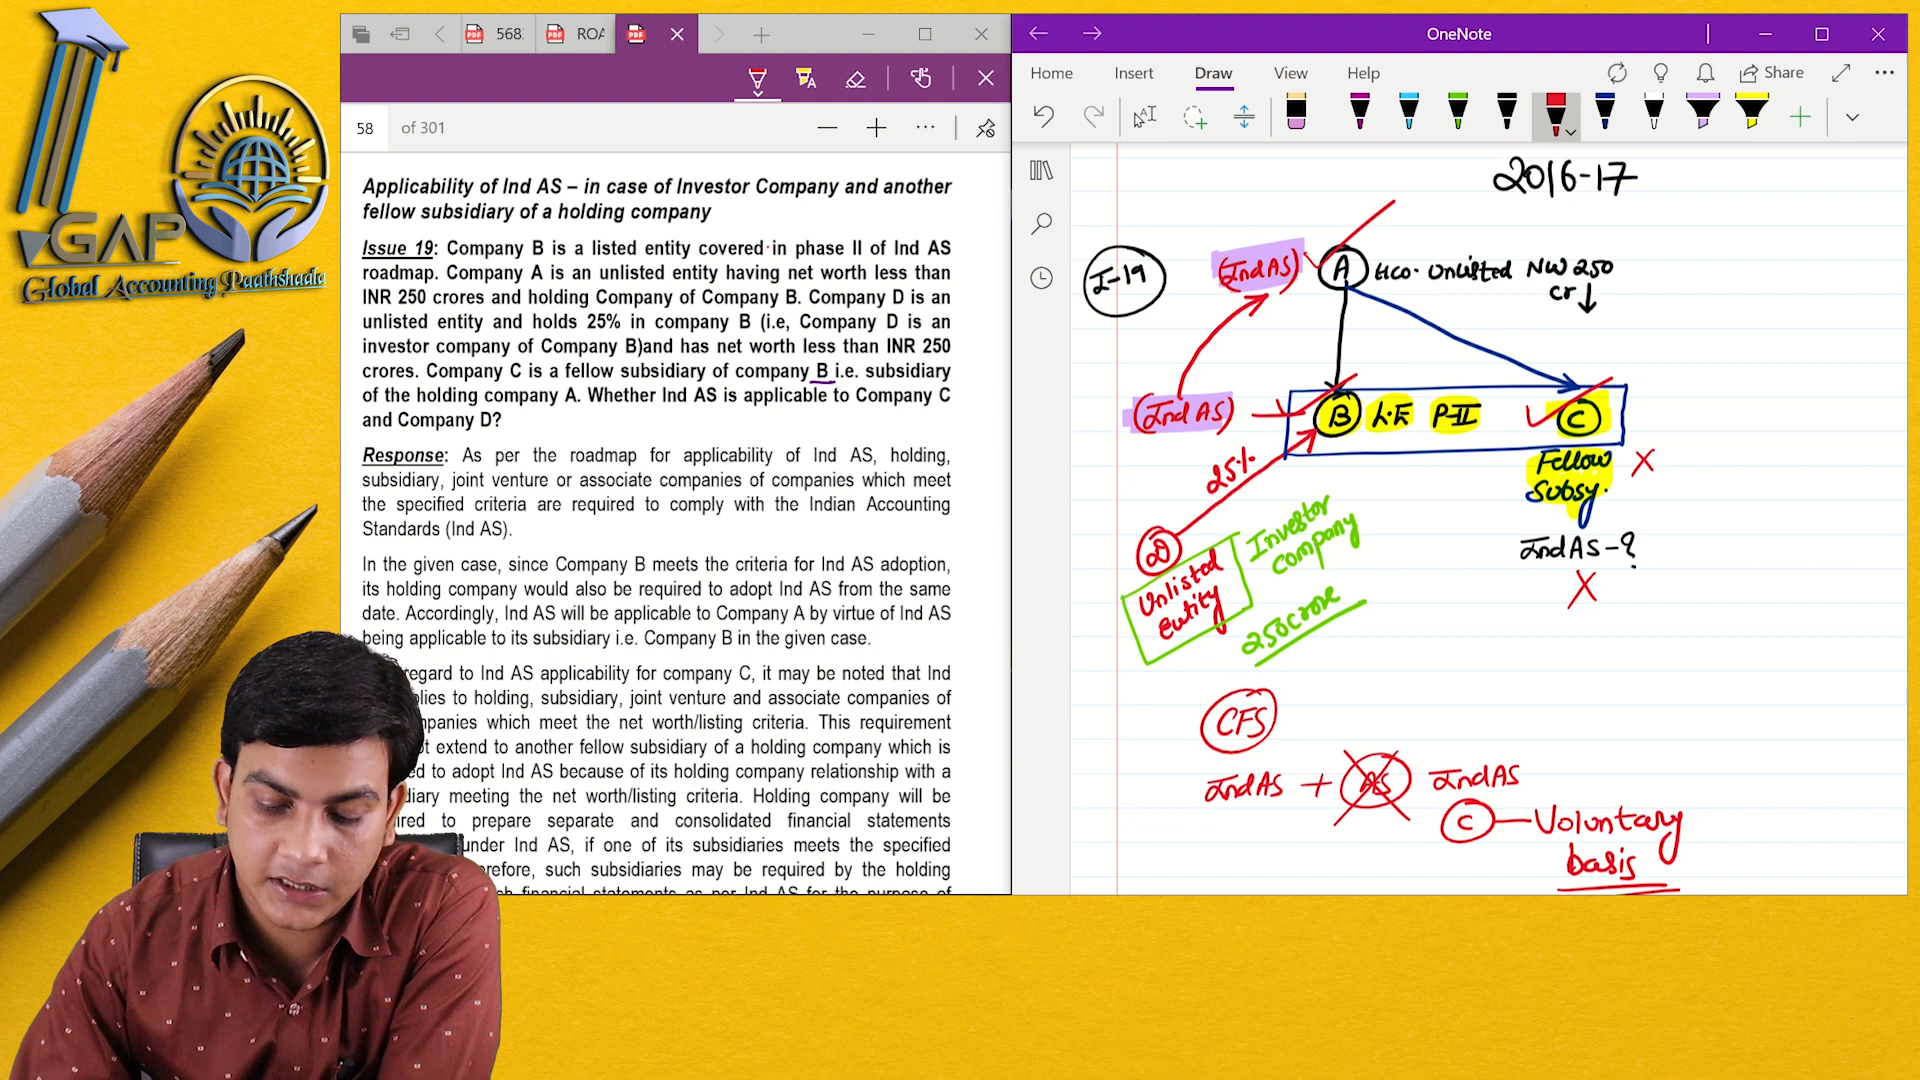 GAP
Global Accounting Paathshaala
568
ROA
58 of 301
Applicability of Ind AS – in case of Investor Company and another
fellow subsidiary of a holding company
Issue 19: Company B is a listed entity covered in phase II of Ind AS
roadmap. Company A is an unlisted entity having net worth less than
INR 250 crores and holding Company of Company B. Company D is an
unlisted entity and holds 25% in company B (i.e, Company D is an
investor company of Company B)and has net worth less than INR 250
crores. Company C is a fellow subsidiary of company B i.e. subsidiary
of the holding company A. Whether Ind AS is applicable to Company C
and Company D?
Response: As per the roadmap for applicability of Ind AS, holding,
subsidiary, joint venture or associate companies of companies which meet
the specified criteria are required to comply with the Indian Accounting
Standards (Ind AS).
In the given case, since Company B meets the criteria for Ind AS adoption,
its holding company would also be required to adopt Ind AS from the same
date. Accordingly, Ind AS will be applicable to Company A by virtue of Ind AS
being applicable to its subsidiary i.e. Company B in the given case.
regard to Ind AS applicability for company C, it may be noted that Ind
plies to holding, subsidiary, joint venture and associate companies of
mpanies which meet the net worth/listing criteria. This requirement
ot extend to another fellow subsidiary of a holding company which is
ed to adopt Ind AS because of its holding company relationship with a
diary meeting the net worth/listing criteria. Holding company will be
ired to prepare separate and consolidated financial statements
under Ind AS, if one of its subsidiaries meets the specified
erefore, such subsidiaries may be required by the holding
financial statements as per Ind AS for the purpose of
OneNote
Home Insert Draw View Help
Share
2016-17
I-19
(Ind AS) A HCO. Unlisted NW 250
Cr
(Ind AS) B L.E P-II C
25%
Fellow
Subsy.
D
Investor
Company
Ind AS-?
Unlisted
Entity
250 crore
CFS
Ind AS + AS Ind AS
C Voluntary
basis